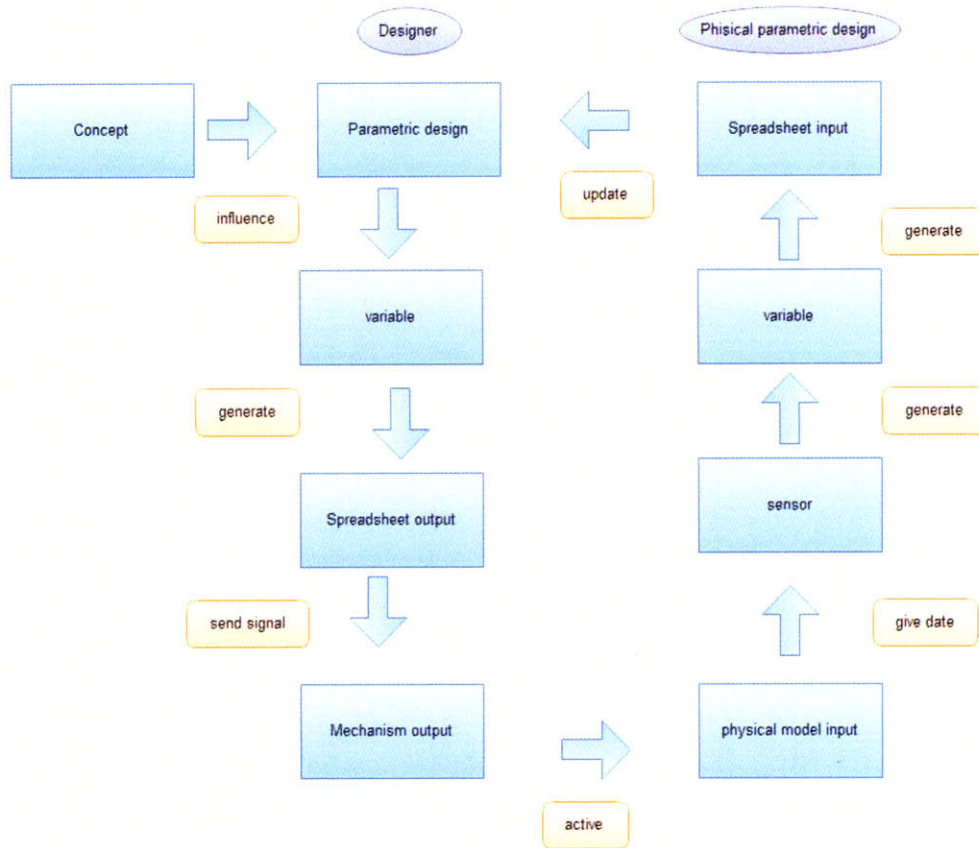 Designer
Phisical parametric design
Concept
Parametric design
Spreadsheet input
influence
update
generate
variable
variable
generate
generate
Spreadsheet output
sensor
send signal
give date
Mechanism output
physical model input
active